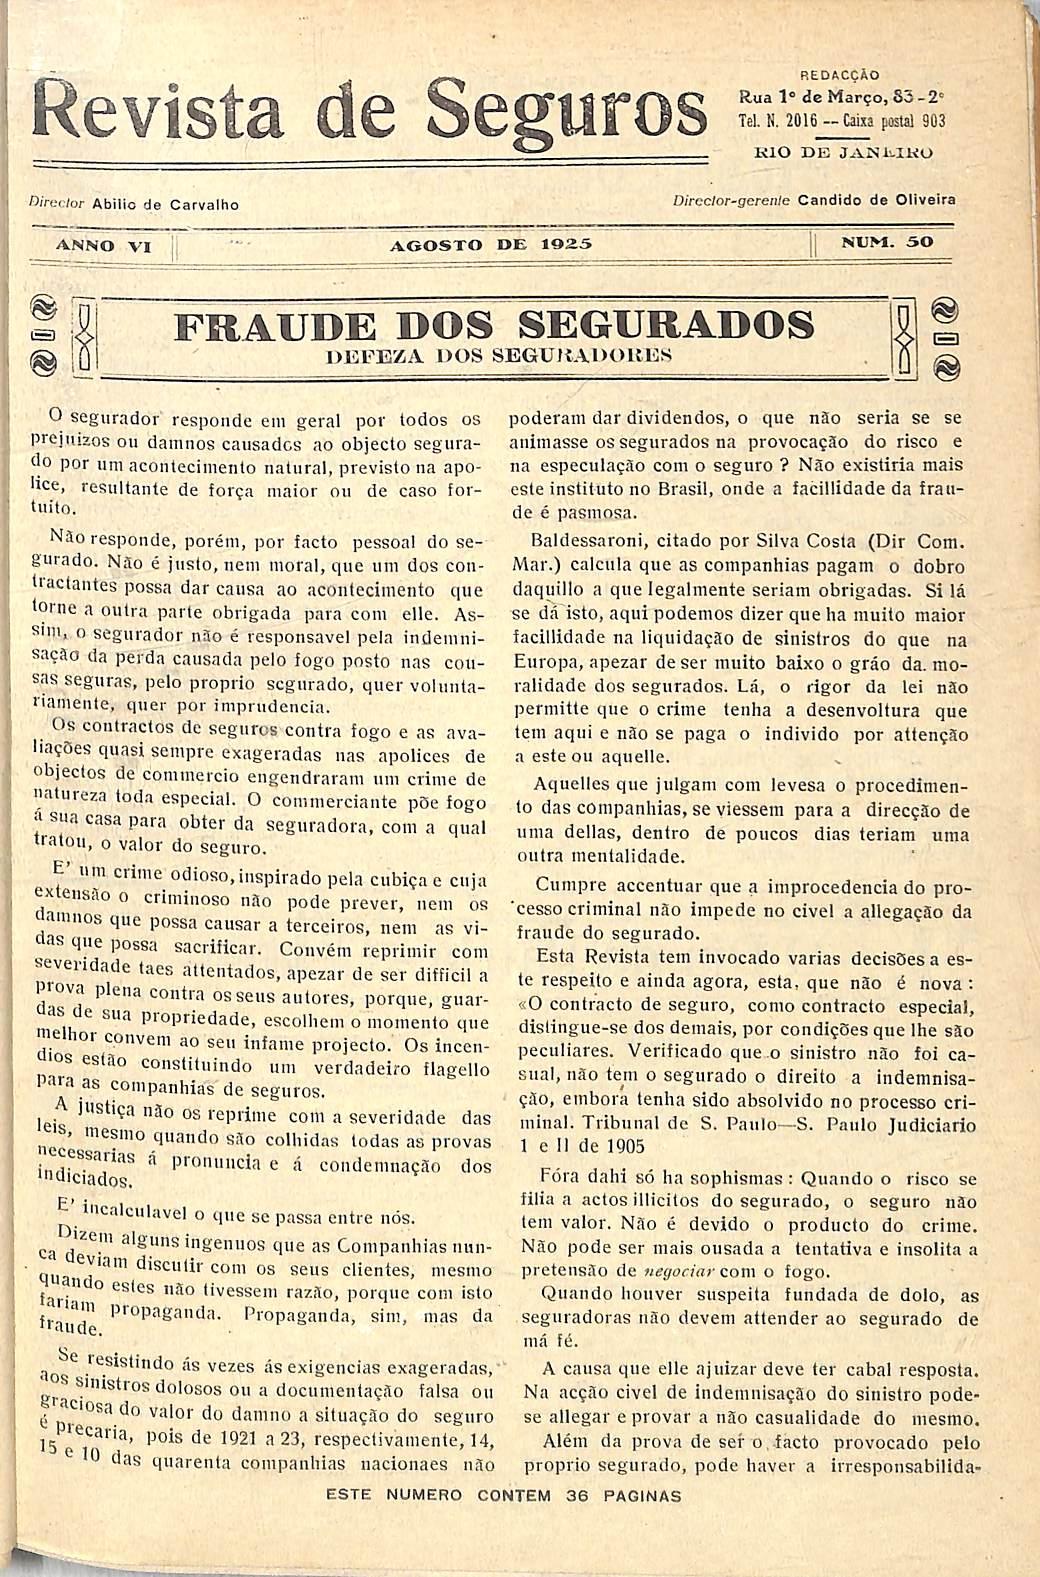 Revista de Seguros
REDACÇÃO
Rua 1º de Março, 83-2º
Tel. N. 2016 -- Caixa postal 903
RIO DE JANEIRO
Director Abilio de Carvalho
Director-gerente Candido de Oliveira
ANNO VI
AGOSTO DE 1925
NUM. 50
FRAUDE DOS SEGURADOS
DEFEZA DOS SEGURADORES
O segurador responde em geral por todos os
prejuizos ou damnos causados ao objecto segura-
do por um acontecimento natural, previsto na apo-
lice, resultante de força maior ou de caso for-
tuito.
Não responde, porém, por facto pessoal do se-
gurado. Não é justo, nem moral, que um dos con-
tractantes possa dar causa ao acontecimento que
torne a outra parte obrigada para com elle. As-
sim, o segurador não é responsavel pela indemni-
sação da perda causada pelo fogo posto nas cou-
sas seguras, pelo proprio segurado, quer volunta-
riamente, quer por imprudencia.
Os contractos de seguros contra fogo e as ava-
liações quasi sempre exageradas nas apolices de
objectos de commercio engendraram um crime de
natureza toda especial. O commerciante põe fogo
á sua casa para obter da seguradora, com a qual
tratou, o valor do seguro.
E' um crime odioso, inspirado pela cubiça e cuja
extensão o criminoso não pode prever, nem os
damnos que possa causar a terceiros, nem as vi-
das que possa sacrificar. Convém reprimir com
severidade taes attentados, apezar de ser difficil a
prova plena contra os seus autores, porque, guar-
das de sua propriedade, escolhem o momento que
melhor convem ao seu infame projecto. Os incen-
dios estão constituindo um verdadeiro flagello
para as companhias de seguros.
A justiça não os reprime com a severidade das
leis, mesmo quando são colhidas todas as provas
necessarias á pronuncia e á condemnação dos
indiciados.
E' incalculavel o que se passa entre nós.
Dizem alguns ingenuos que as Companhias nun-
ca deviam discutir com os seus clientes, mesmo
quando estes não tivessem razão, porque com isto
fariam propaganda. Propaganda, sim, mas da
fraude.
Se resistindo ás vezes ás exigencias exageradas,
aos sinistros dolosos ou a documentação falsa ou
graciosa do valor do damno a situação do seguro
é precaria, pois de 1921 a 23, respectivamente, 14,
15 e 10 das quarenta companhias nacionaes não
poderam dar dividendos, o que não seria se se
animasse os segurados na provocação do risco e
na especulação com o seguro ? Não existiria mais
este instituto no Brasil, onde a facillidade da frau-
de é pasmosa.
Baldessaroni, citado por Silva Costa (Dir Com.
Mar.) calcula que as companhias pagam o dobro
daquillo a que legalmente seriam obrigadas. Si lá
se dá isto, aqui podemos dizer que ha muito maior
facillidade na liquidação de sinistros do que na
Europa, apezar de ser muito baixo o gráo da. mo-
ralidade dos segurados. Lá, o rigor da lei não
permitte que o crime tenha a desenvoltura que
tem aqui e não se paga o individo por attenção
a este ou aquelle.
Aquelles que julgam com levesa o procedimen-
to das companhias, se viessem para a direcção de
uma dellas, dentro de poucos dias teriam uma
outra mentalidade.
Cumpre accentuar que a improcedencia do pro-
cesso criminal não impede no civel a allegação da
fraude do segurado.
Esta Revista tem invocado varias decisões a es-
te respeito e ainda agora, esta, que não é nova :
«O contracto de seguro, como contracto especial,
distingue-se dos demais, por condições que lhe são
peculiares. Verificado que o sinistro não foi ca-
sual, não tem o segurado o direito a indemnisa-
ção, embora tenha sido absolvido no processo cri-
minal. Tribunal de S. Paulo—S. Paulo Judiciario
1 e II de 1905
Fóra dahi só ha sophismas : Quando o risco se
filia a actos illicitos do segurado, o seguro não
tem valor. Não é devido o producto do crime.
Não pode ser mais ousada a tentativa e insolita a
pretensão de negociar com o fogo.
Quando houver suspeita fundada de dolo, as
seguradoras não devem attender ao segurado de
má fé.
A causa que elle ajuizar deve ter cabal resposta.
Na acção civel de indemnisação do sinistro pode-
se allegar e provar a não casualidade do mesmo.
Além da prova de ser o facto provocado pelo
proprio segurado, pode haver a irresponsabilida-
ESTE NUMERO CONTEM 36 PAGINAS